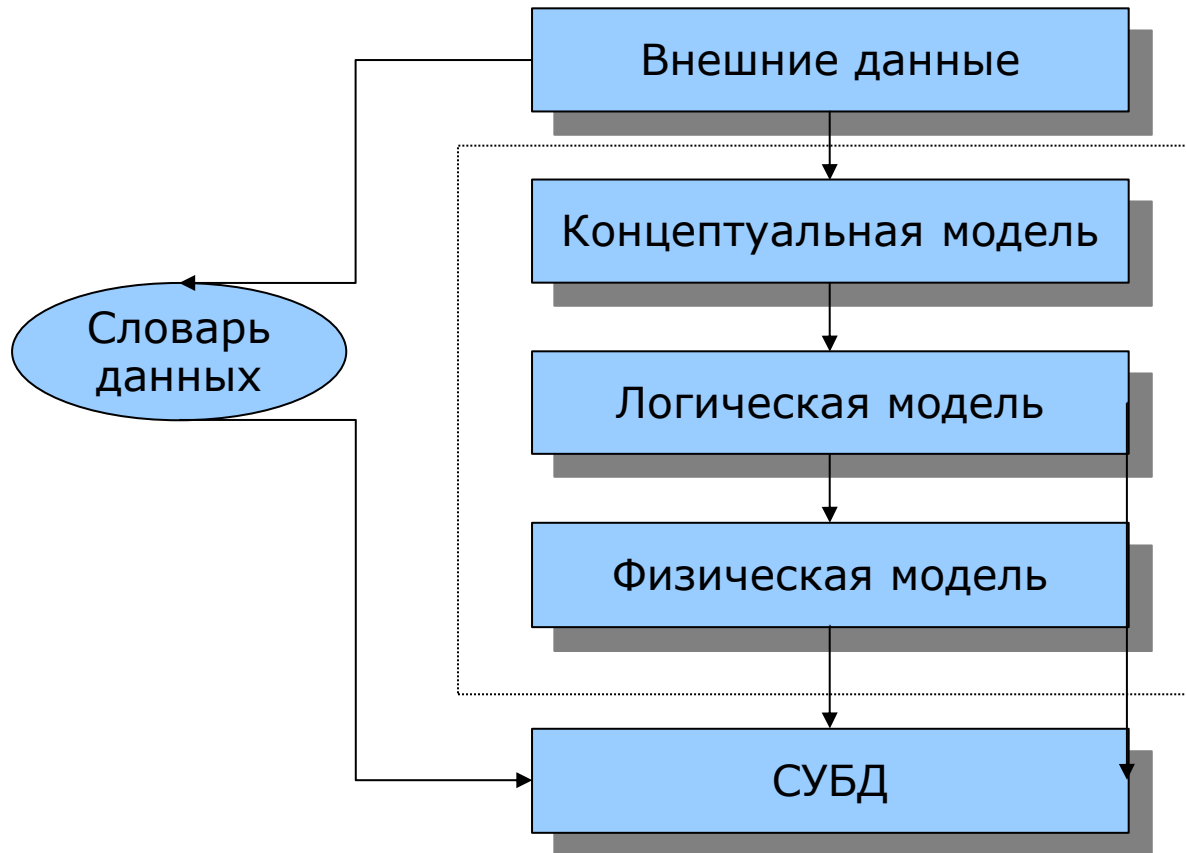 Внешние данные
Концептуальная модель
Словарь
данных
Логическая модель
Физическая модель
СУБД